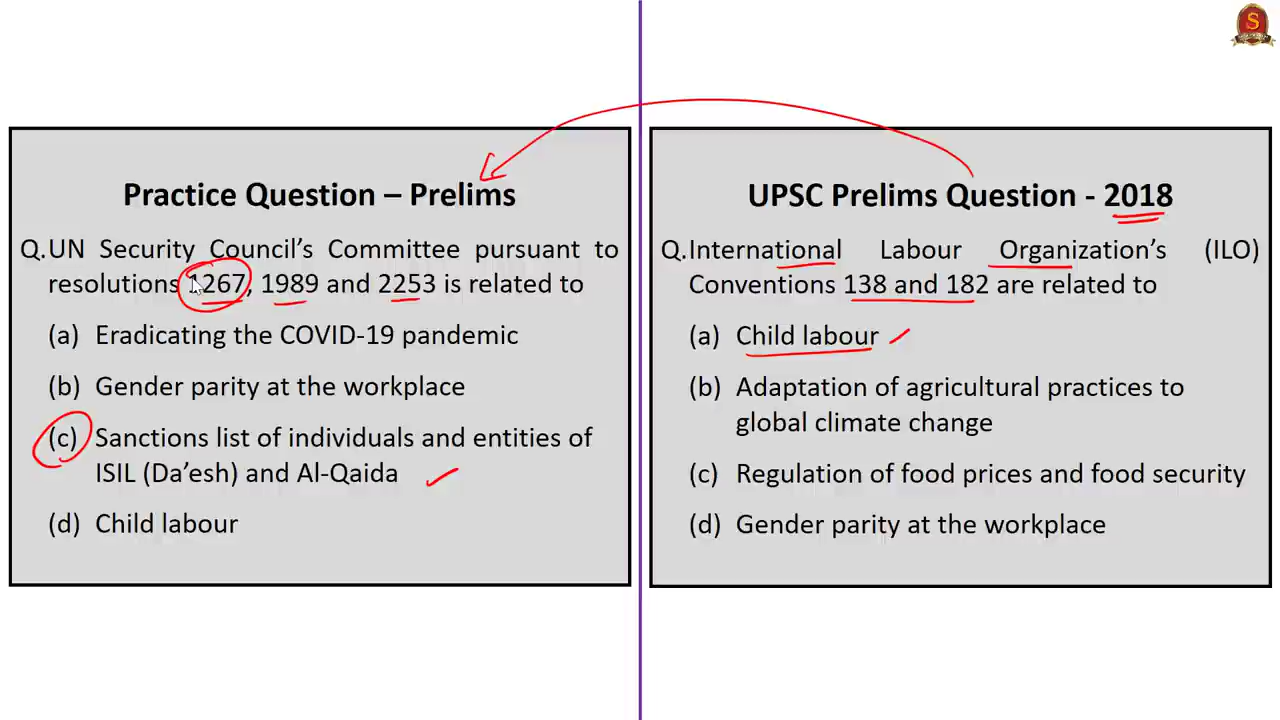 Practice Question – Prelims
Q. UN Security Council’s Committee pursuant to
resolutions 1267, 1989 and 2253 is related to
(a) Eradicating the COVID-19 pandemic
(b) Gender parity at the workplace
(c) Sanctions list of individuals and entities of
ISIL (Da’esh) and Al-Qaida
(d) Child labour
UPSC Prelims Question - 2018
Q. International Labour Organization’s (ILO)
Conventions 138 and 182 are related to
(a) Child labour
(b) Adaptation of agricultural practices to
global climate change
(c) Regulation of food prices and food security
(d) Gender parity at the workplace
S